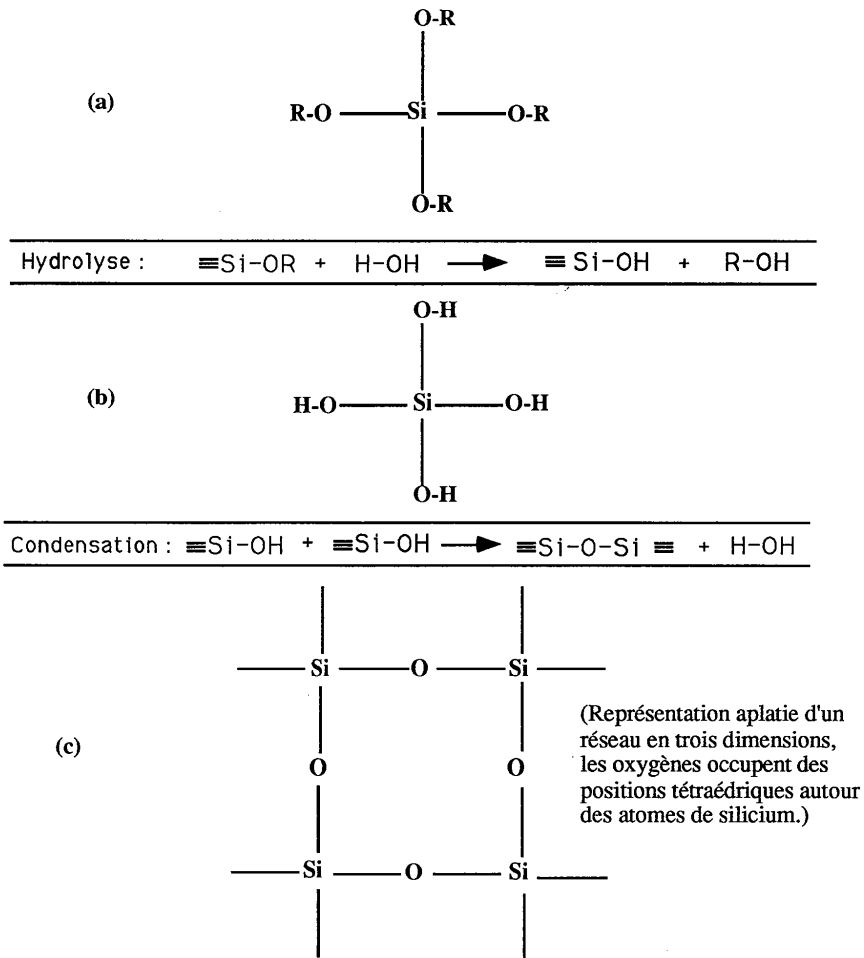 O-R
(a)
R-O Si O-R
O-R
Hydrolyse : ≡Si-OR + H-OH → ≡Si-OH + R-OH
O-H
(b)
H-O Si O-H
O-H
Condensation : ≡Si-OH + ≡Si-OH → ≡Si-O-Si≡ + H-OH
Si O Si
(c)
O O
Si O Si
(Représentation aplatie d'un
réseau en trois dimensions,
les oxygènes occupent des
positions tétraédriques autour
des atomes de silicium.)